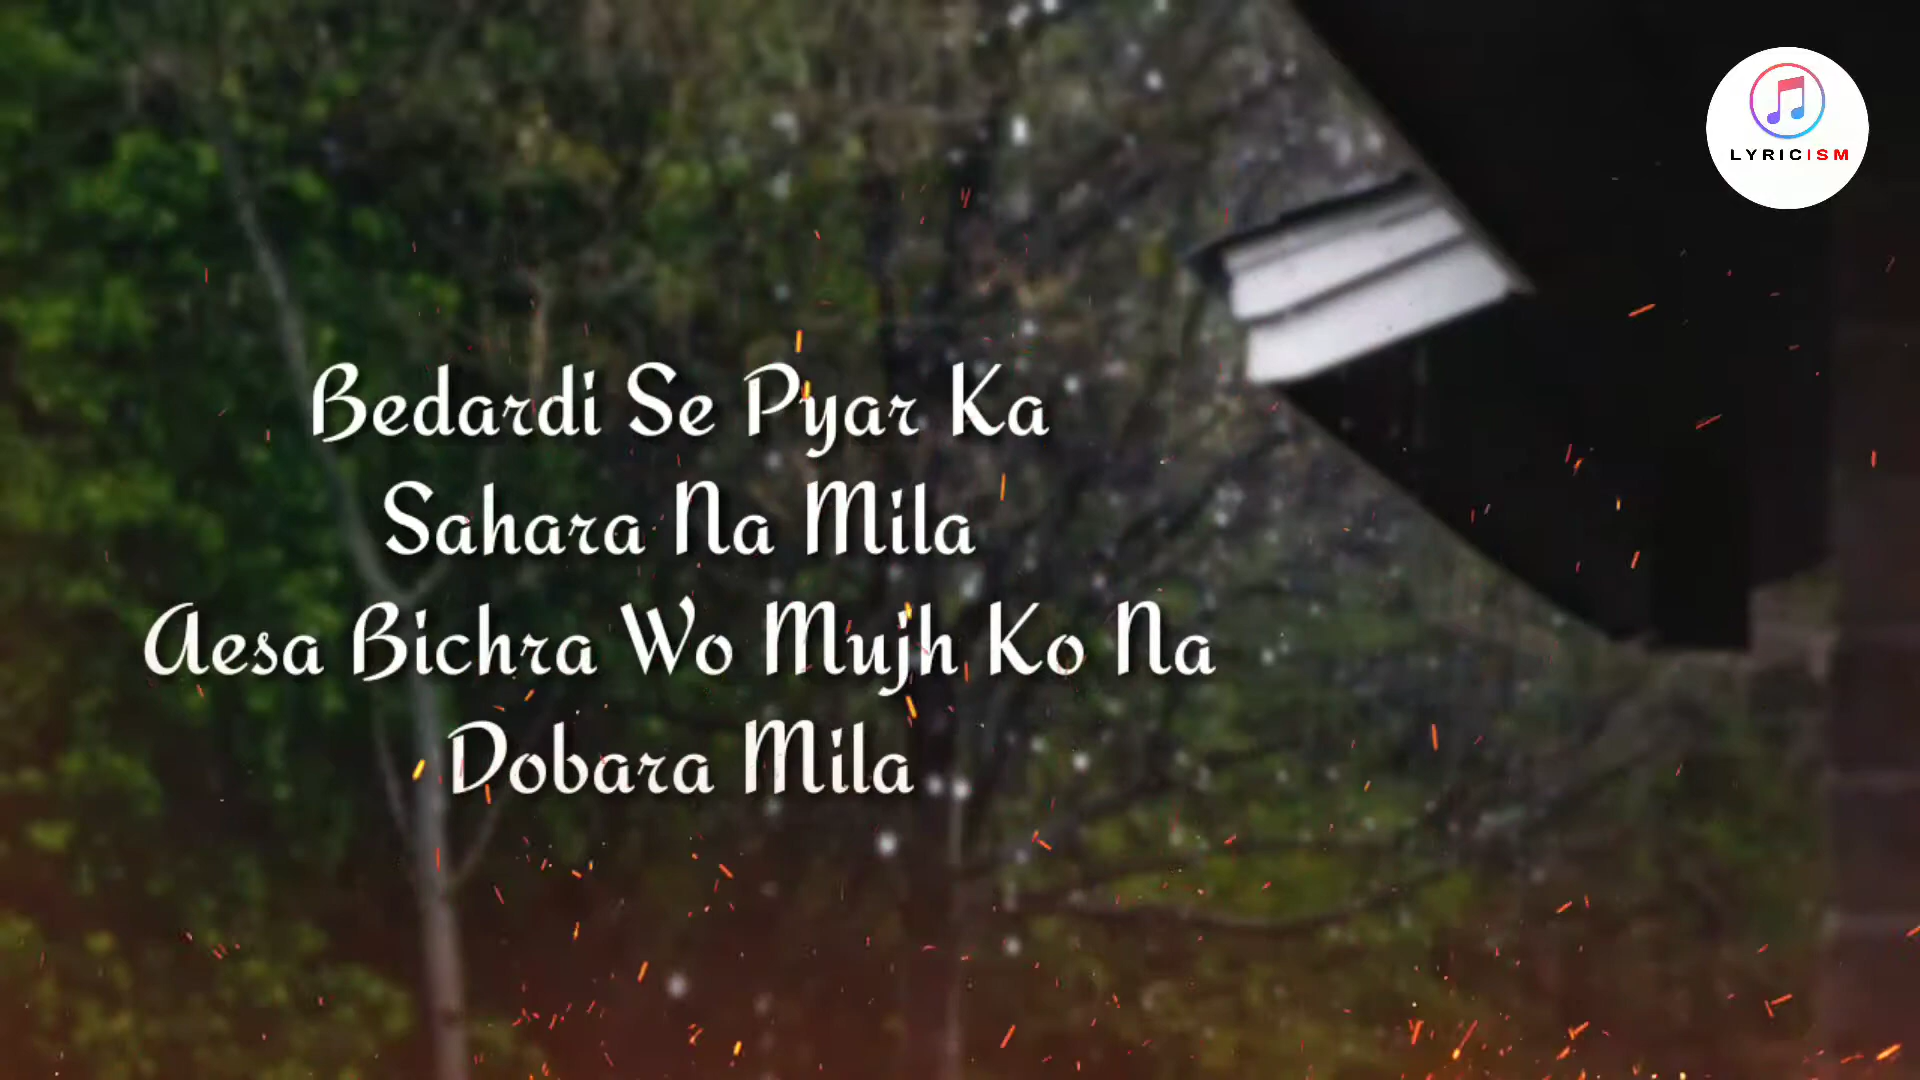 LYRICISM
Bedardi Se Pyar Ka
Sahara Na Mila
Aesa Bichra Wo Mujh Ko Na
Dobara Mila